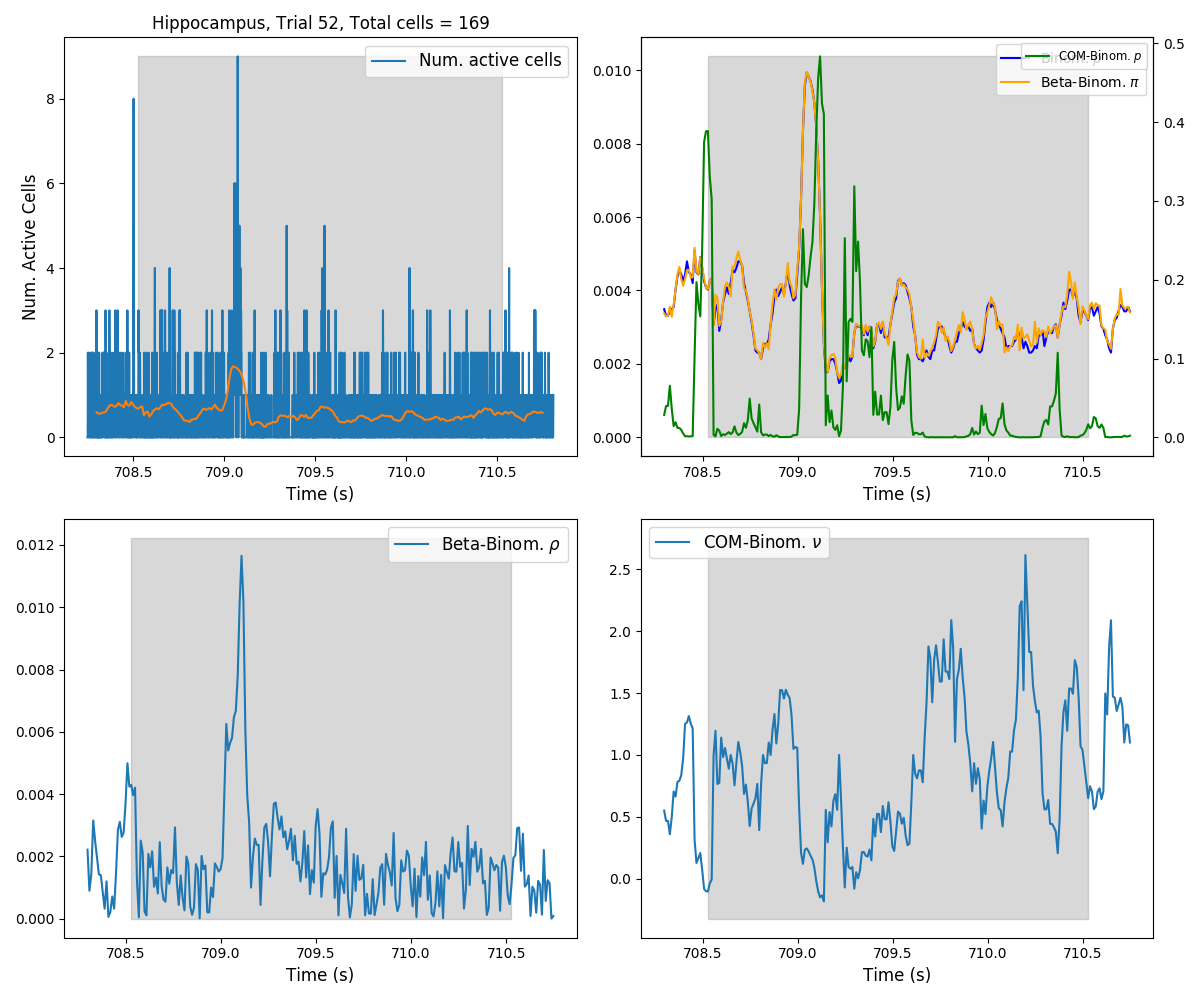 Hippocampus, Trial 52, Total cells = 169
Num. active cells
Num. Active Cells
8
6
4
2
0
708.5 709.0 709.5 710.0 710.5
Time (s)
COM-Binom. p
Beta-Binom. π
0.010
0.008
0.006
0.004
0.002
0.000
0.5
0.4
0.3
0.2
0.1
0.0
708.5 709.0 709.5 710.0 710.5
Time (s)
Beta-Binom. ρ
0.012
0.010
0.008
0.006
0.004
0.002
0.000
708.5 709.0 709.5 710.0 710.5
Time (s)
COM-Binom. ν
2.5
2.0
1.5
1.0
0.5
0.0
708.5 709.0 709.5 710.0 710.5
Time (s)